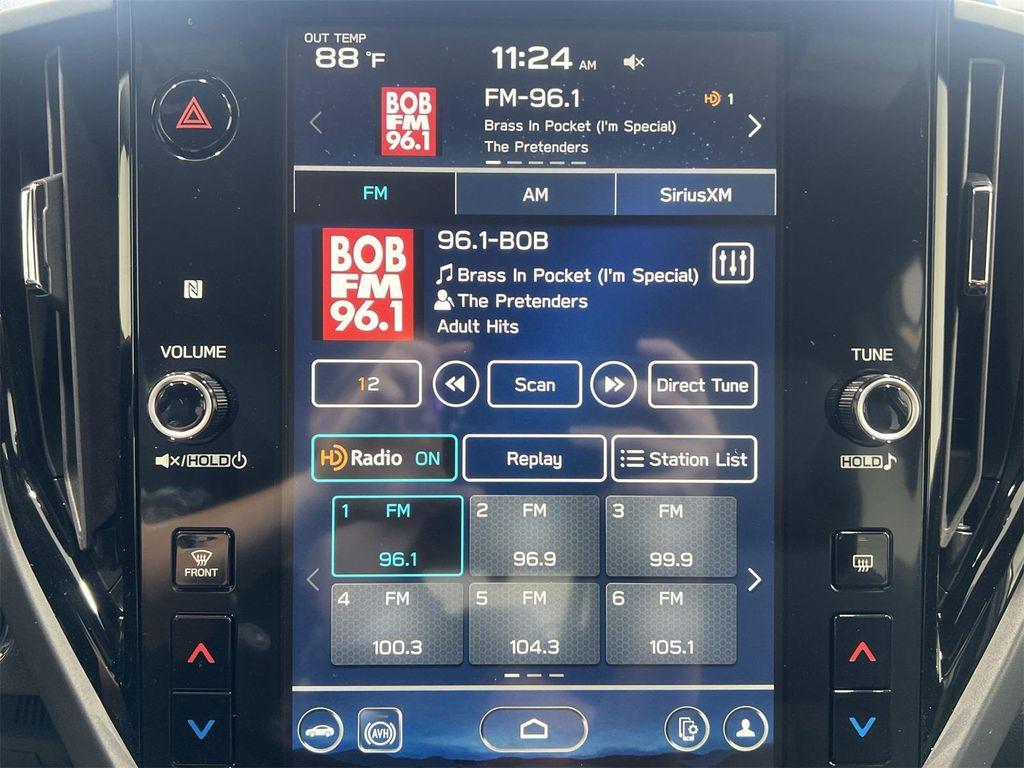 OUT TEMP
88 °F
11:24 AM
BOB
FM
96.1
FM-96.1
HD 1
Brass In Pocket (I'm Special)
The Pretenders
FM
AM
SiriusXM
BOB
FM
96.1
96.1-BOB
Brass In Pocket (I'm Special)
The Pretenders
Adult Hits
VOLUME
TUNE
12
Scan
Direct Tune
HOLD
HOLD
HD Radio ON
Replay
Station List
1 FM
96.1
2 FM
96.9
3 FM
99.9
FRONT
4 FM
100.3
5 FM
104.3
6 FM
105.1
AVH